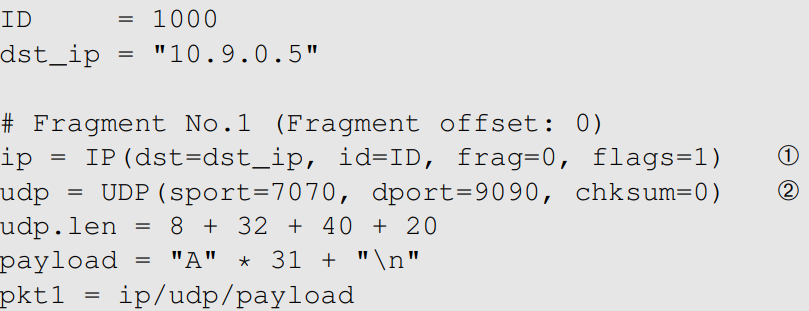 ID     = 1000
dst_ip = "10.9.0.5"
# Fragment No.1 (Fragment offset: 0)
ip = IP(dst=dst_ip, id=ID, frag=0, flags=1)   ①
udp = UDP(sport=7070, dport=9090, chksum=0)   ②
udp.len = 8 + 32 + 40 + 20
payload = "A" * 31 + "\n"
pkt1 = ip/udp/payload